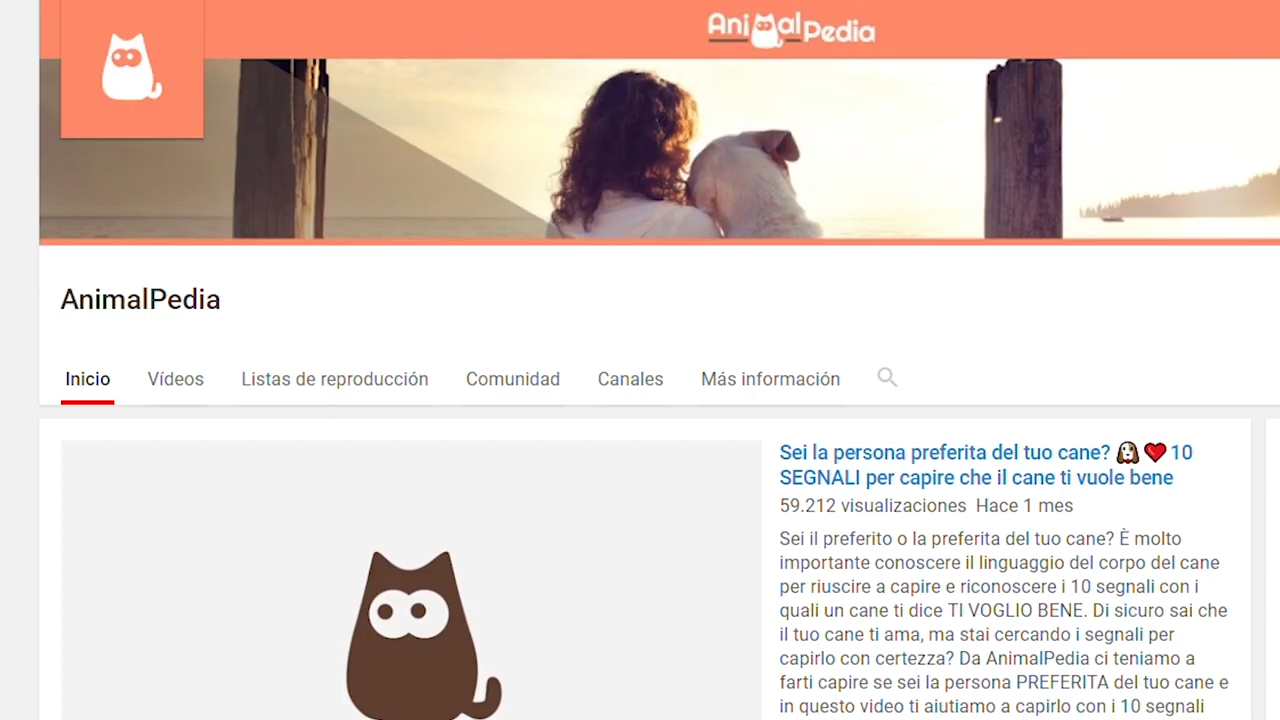 AnimalPedia
AnimalPedia
Inicio
Vídeos
Listas de reproducción
Comunidad
Canales
Más información
Sei la persona preferita del tuo cane? 🐶❤️10
SEGNALI per capire che il cane ti vuole bene
59.212 visualizaciones Hace 1 mes
Sei il preferito o la preferita del tuo cane? È molto
importante conoscere il linguaggio del corpo del cane
per riuscire a capire e riconoscere i 10 segnali con i
quali un cane ti dice TI VOGLIO BENE. Di sicuro sai che
il tuo cane ti ama, ma stai cercando i segnali per
capirlo con certezza? Da AnimalPedia ci teniamo a
farti capire se sei la persona PREFERITA del tuo cane e
in questo video ti aiutiamo a capirlo con i 10 segnali